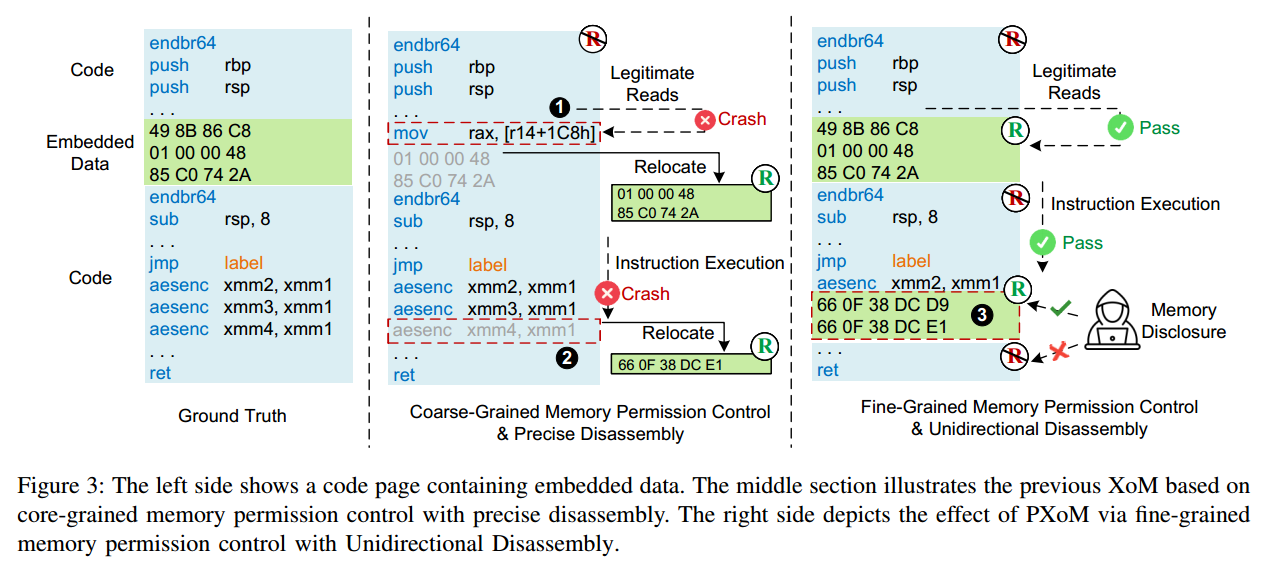 Code
Embedded
Data
Code
endbr64
push rbp
push rsp
. . .
49 8B 86 C8
01 00 00 48
85 C0 74 2A
endbr64
sub rsp, 8
. . .
jmp label
aesenc xmm2, xmm1
aesenc xmm3, xmm1
aesenc xmm4, xmm1
. . .
ret
Ground Truth
endbr64
R
push rbp
push rsp
Legitimate
Reads
. . .
1
Crash
mov rax, [r14+1C8h]
01 00 00 48
85 C0 74 2A
Relocate
R
01 00 00 48
85 C0 74 2A
endbr64
sub rsp, 8
. . .
jmp label
Instruction Execution
aesenc xmm2, xmm1
Crash
aesenc xmm3, xmm1
aesenc xmm4, xmm1
Relocate
R
66 0F 38 DC E1
2
. . .
ret
Coarse-Grained Memory Permission Control
& Precise Disassembly
endbr64
R
push rbp
push rsp
Legitimate
Reads
. . .
49 8B 86 C8
01 00 00 48
85 C0 74 2A
R
Pass
endbr64
R
sub rsp, 8
Instruction Execution
. . .
Pass
jmp label
aesenc xmm2, xmm1
R
66 0F 38 DC D9
66 0F 38 DC E1
3
Memory
Disclosure
. . .
R
ret
Fine-Grained Memory Permission Control
& Unidirectional Disassembly
Figure 3: The left side shows a code page containing embedded data. The middle section illustrates the previous XoM based on
core-grained memory permission control with precise disassembly. The right side depicts the effect of PXoM via fine-grained
memory permission control with Unidirectional Disassembly.